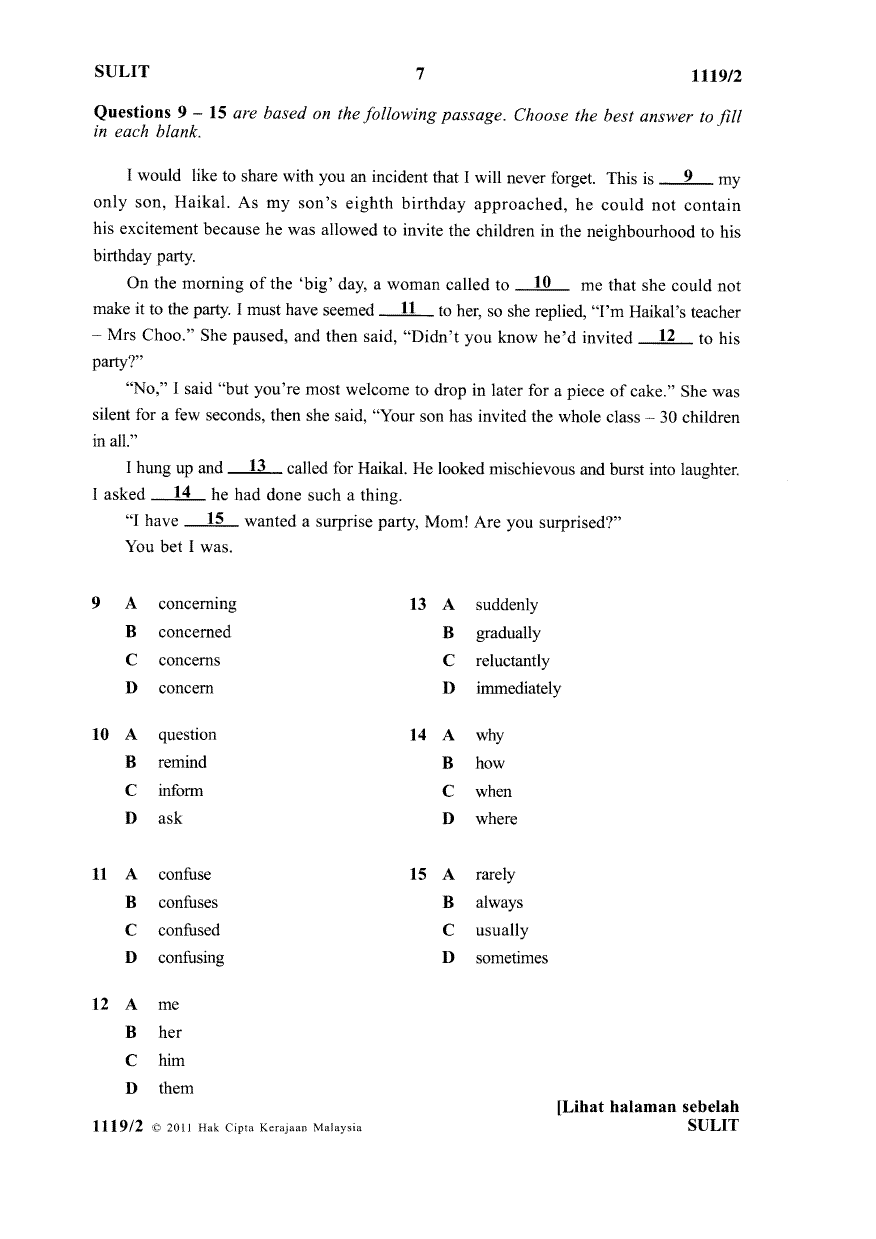 SULIT 7 1119/2
Questions 9 – 15 are based on the following passage. Choose the best answer to fill
in each blank.
I would like to share with you an incident that I will never forget. This is 9 my
only son, Haikal. As my son's eighth birthday approached, he could not contain
his excitement because he was allowed to invite the children in the neighbourhood to his
birthday party.
On the morning of the 'big' day, a woman called to 10 me that she could not
make it to the party. I must have seemed 11 to her, so she replied, "I'm Haikal's teacher
– Mrs Choo." She paused, and then said, "Didn't you know he'd invited 12 to his
party?"
"No," I said "but you're most welcome to drop in later for a piece of cake." She was
silent for a few seconds, then she said, "Your son has invited the whole class – 30 children
in all."
I hung up and 13 called for Haikal. He looked mischievous and burst into laughter.
I asked 14 he had done such a thing.
"I have 15 wanted a surprise party, Mom! Are you surprised?"
You bet I was.
9 A concerning
B concerned
C concerns
D concern
10 A question
B remind
C inform
D ask
11 A confuse
B confuses
C confused
D confusing
12 A me
B her
C him
D them
13 A suddenly
B gradually
C reluctantly
D immediately
14 A why
B how
C when
D where
15 A rarely
B always
C usually
D sometimes
[Lihat halaman sebelah
1119/2 © 2011 Hak Cipta Kerajaan Malaysia SULIT